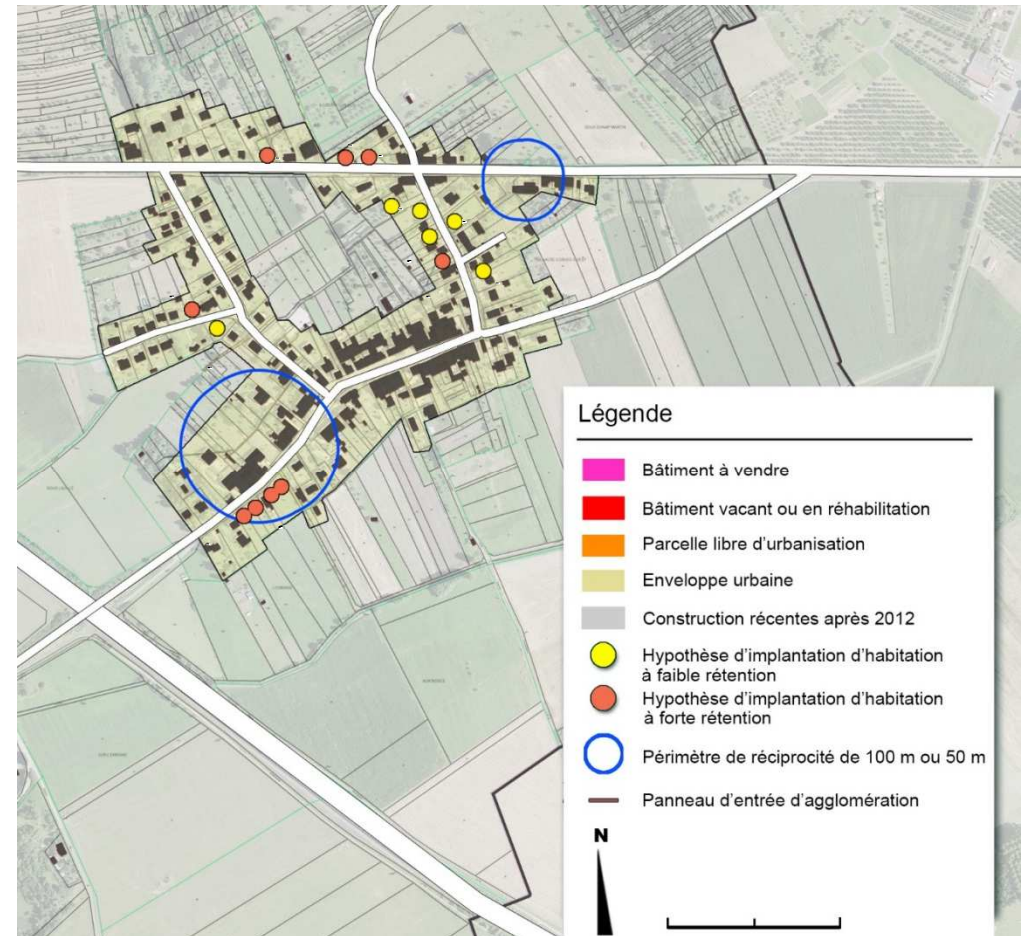 Légende
Bâtiment à vendre
Bâtiment vacant ou en réhabilitation
Parcelle libre d'urbanisation
Enveloppe urbaine
Construction récentes après 2012
Hypothèse d'implantation d'habitation
à faible rétention
Hypothèse d'implantation d'habitation
à forte rétention
Périmètre de réciprocité de 100 m ou 50 m
Panneau d'entrée d'agglomération
N